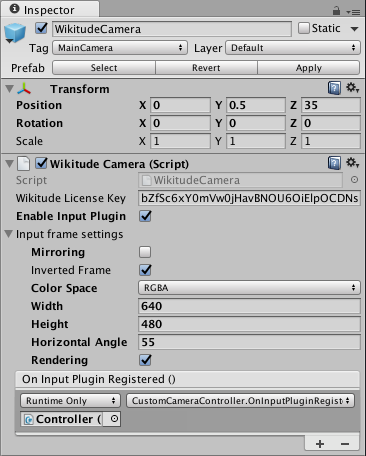 Inspector
WikitudeCamera Static
Tag MainCamera Layer Default
Prefab Select Revert Apply
Transform
Position X 0 Y 0.5 Z 35
Rotation X 0 Y 0 Z 0
Scale X 1 Y 1 Z 1
Wikitude Camera (Script)
Script WikitudeCamera
Wikitude License Key bZfSc6xY0mVw0jHavBNOU6OiElpOCDNs
Enable Input Plugin
Input frame settings
Mirroring
Inverted Frame
Color Space RGBA
Width 640
Height 480
Horizontal Angle 55
Rendering
On Input Plugin Registered ()
Runtime Only CustomCameraController.OnInputPluginRegist
Controller (